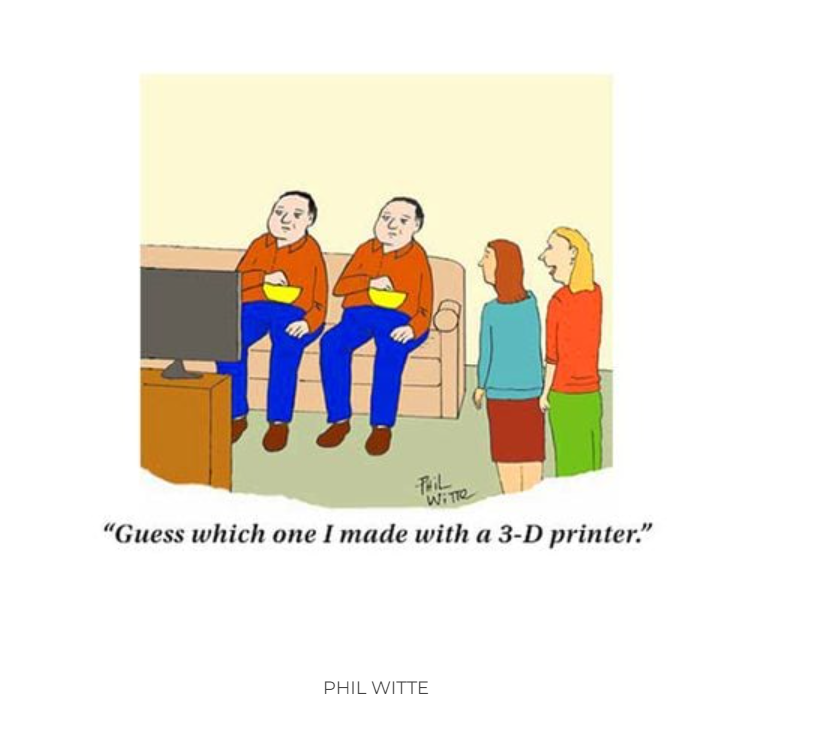 PHIL
WITTE
“Guess which one I made with a 3-D printer.”
PHIL WITTE